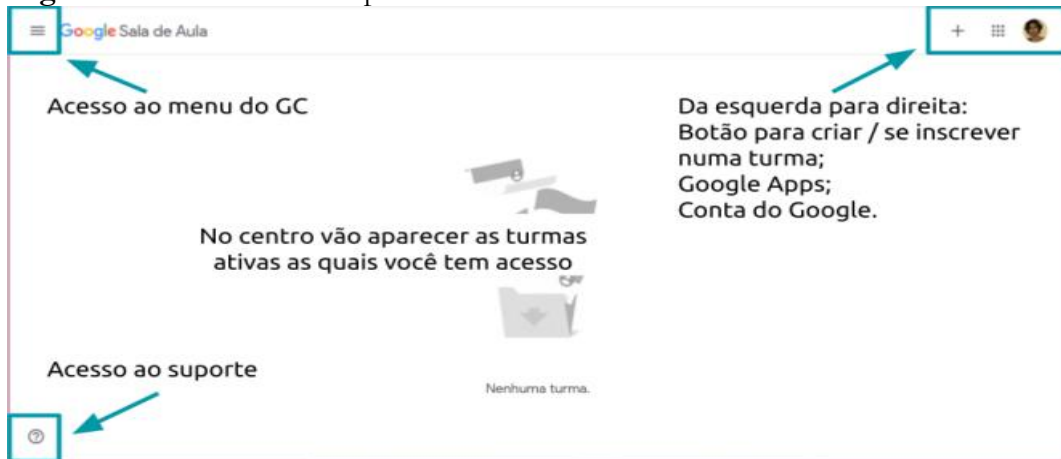 Google Sala de Aula
Acesso ao menu do GC
Da esquerda para direita:
Botão para criar / se inscrever
numa turma;
Google Apps;
Conta do Google.
No centro vão aparecer as turmas
ativas as quais você tem acesso
Acesso ao suporte
Nenhuma turma.